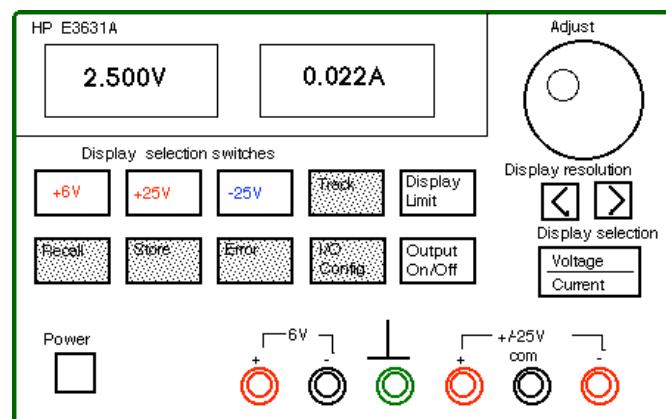 HP E3631A
Adjust
2.500V
0.022A
Display selection switches
Display resolution
+6V
+25V
-25V
Track
Display
Limit
< >
Display selection
Recall
Store
Error
I/O
Config.
Output
On/Off
Voltage
Current
Power
6V
+/-25V
+
-
+
com
-